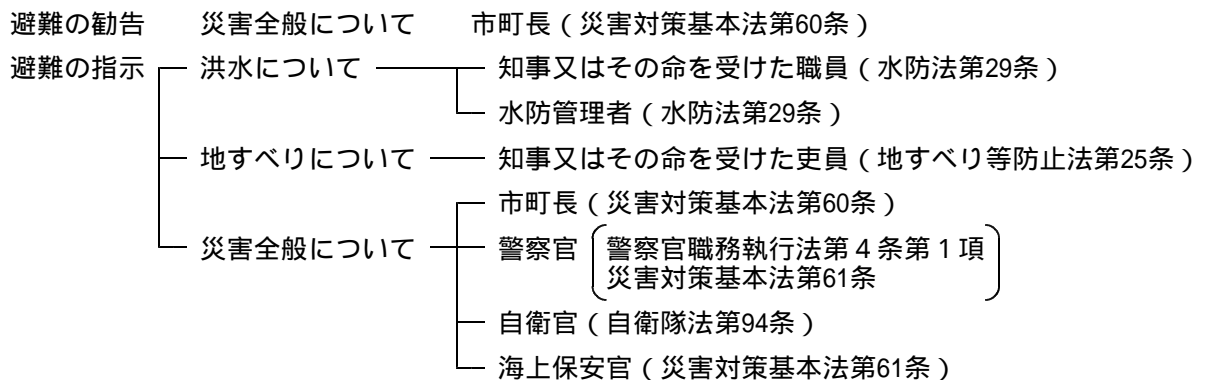 避難の勧告 災害全般について 市町長(災害対策基本法第60条)
避難の指示 洪水について 知事又はその命を受けた職員(水防法第29条)
水防管理者(水防法第29条)
地すべりについて 知事又はその命を受けた吏員(地すべり等防止法第25条)
市町長(災害対策基本法第60条)
災害全般について 警察官 警察官職務執行法第4条第1項
災害対策基本法第61条
自衛官(自衛隊法第94条)
海上保安官(災害対策基本法第61条)